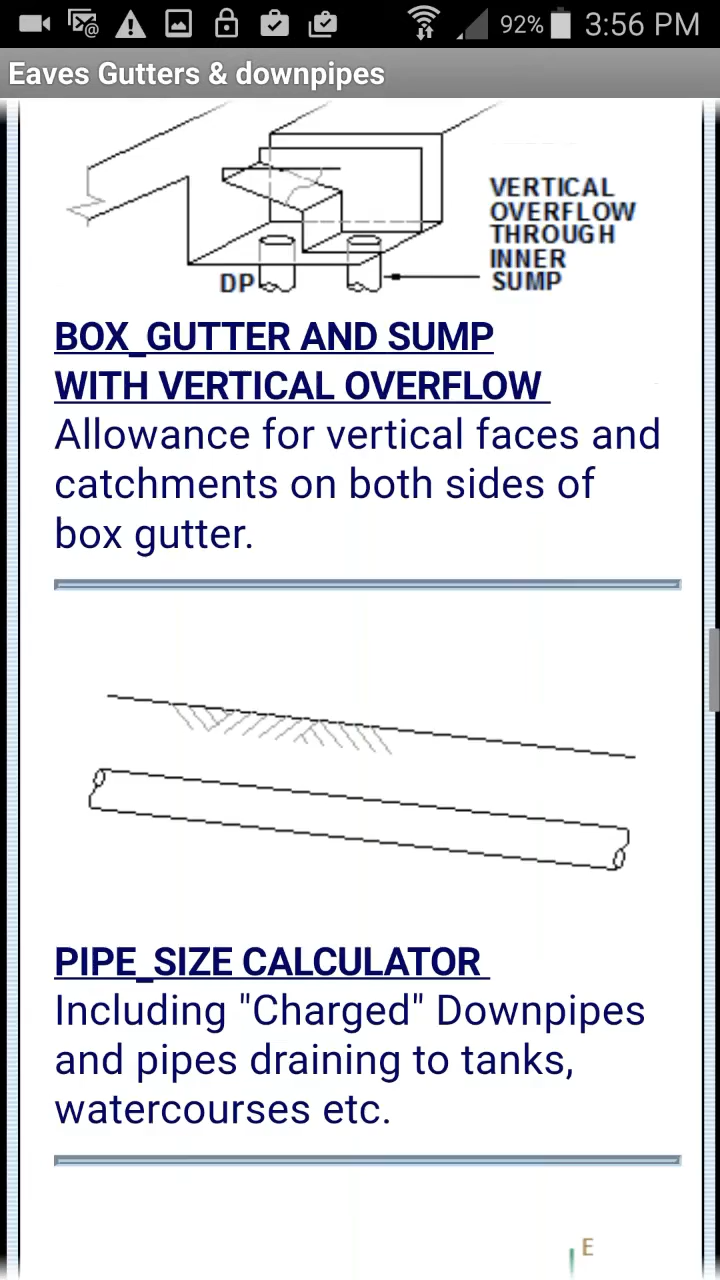 92% 3:56 PM
Eaves Gutters & downpipes
VERTICAL
OVERFLOW
THROUGH
INNER
SUMP
DP
BOX_GUTTER AND SUMP
WITH VERTICAL OVERFLOW
Allowance for vertical faces and
catchments on both sides of
box gutter.
PIPE_SIZE CALCULATOR
Including "Charged" Downpipes
and pipes draining to tanks,
watercourses etc.
E